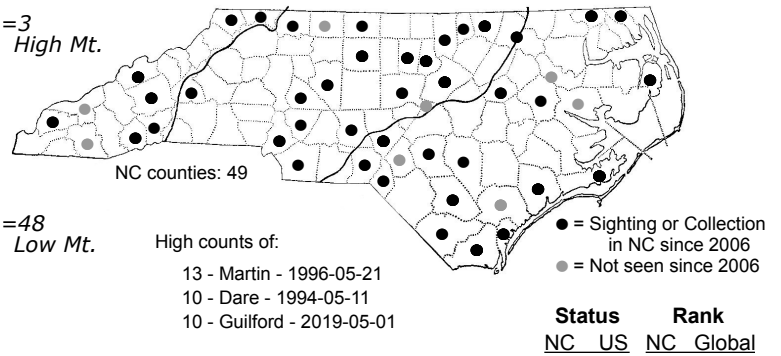 =3
High Mt.
NC counties: 49
=48
Low Mt.
High counts of:
13 - Martin - 1996-05-21
10 - Dare - 1994-05-11
10 - Guilford - 2019-05-01
● = Sighting or Collection
in NC since 2006
● = Not seen since 2006
Status Rank
NC US NC Global